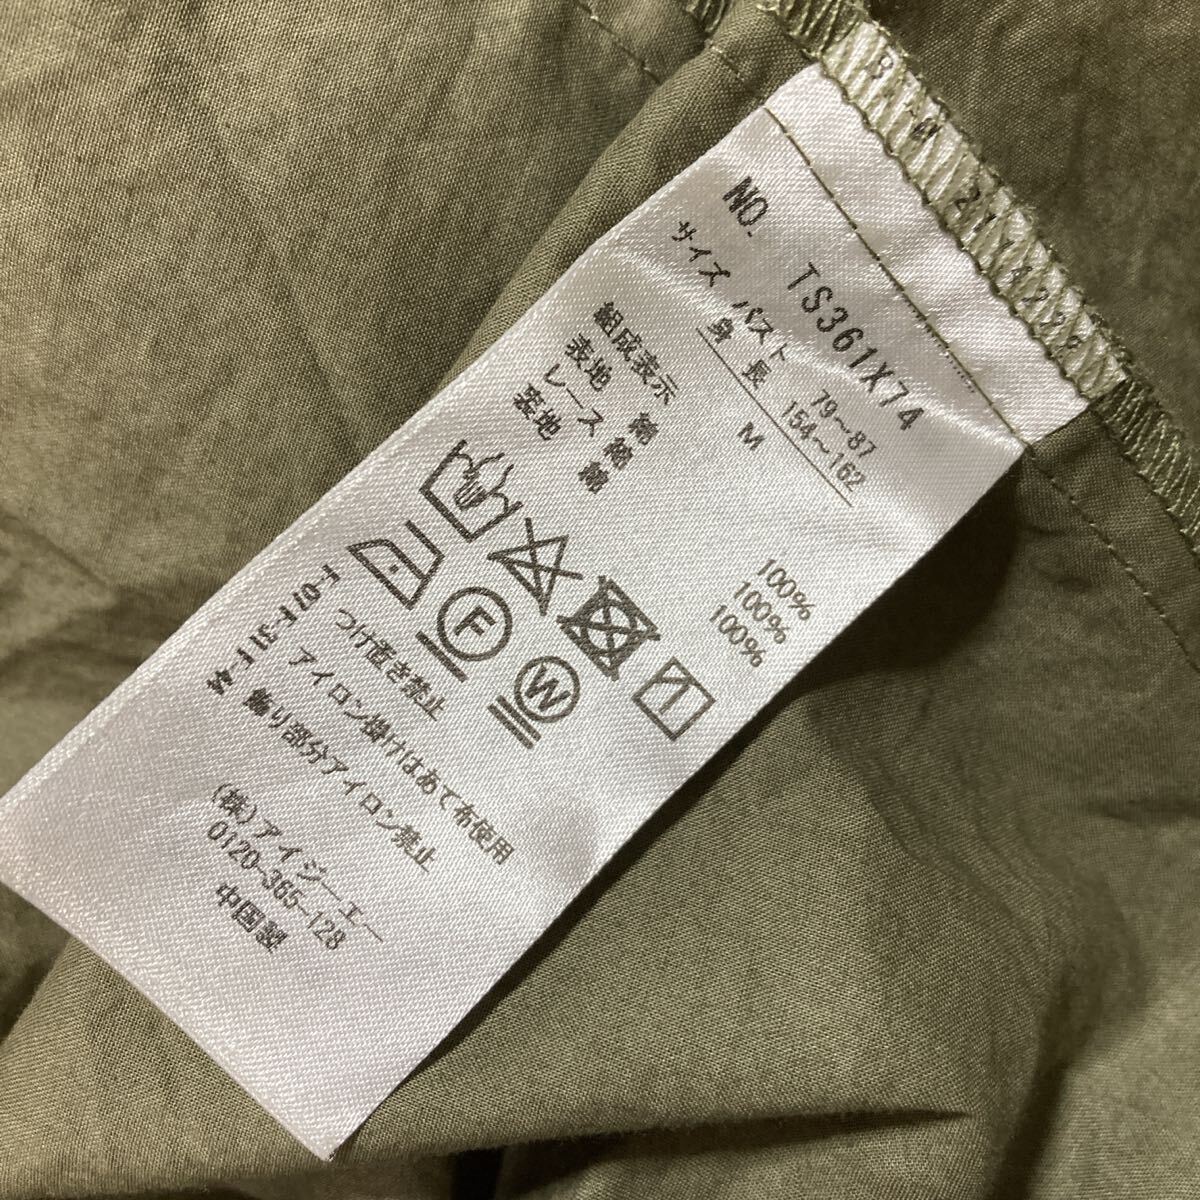 NO. TS361X74
サイズ バスト 79～87
身長 154～162
M
組成表示
表地 綿 100%
レース 綿 100%
裏地 綿 100%
F
W
つけ置き禁止
アイロン掛けはあて布使用
飾り部分アイロン禁止
(株)アイジーエー
0120-365-128
中国製